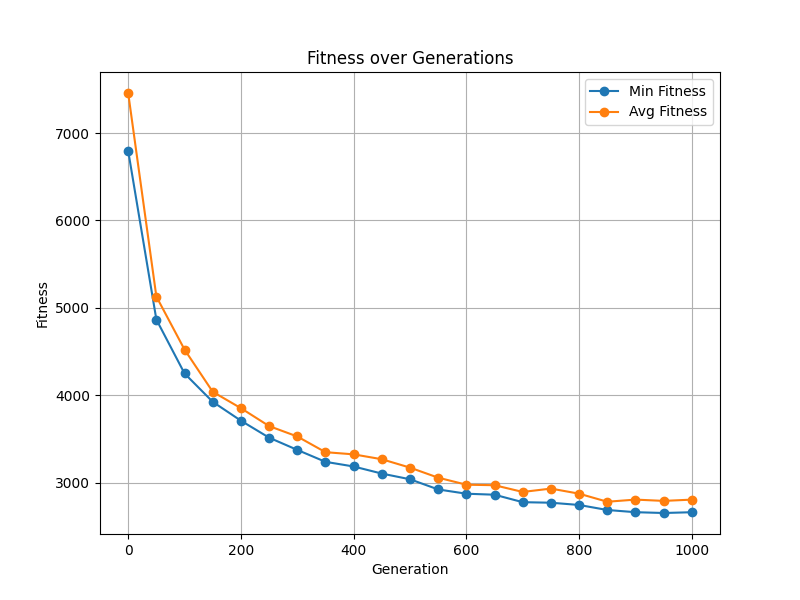 Fitness over Generations
Min Fitness
Avg Fitness
7000
6000
5000
4000
3000
Fitness
0 200 400 600 800 1000
Generation